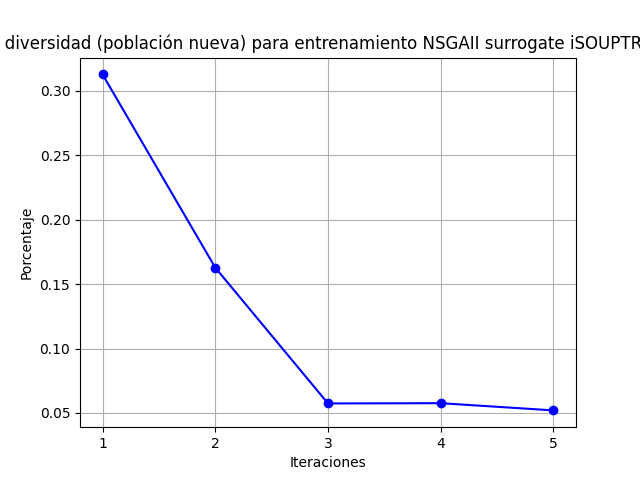 diversidad (población nueva) para entrenamiento NSGAII surrogate iSOUPTR
0.30
0.25
0.20
0.15
0.10
0.05
Porcentaje
1 2 3 4 5
Iteraciones